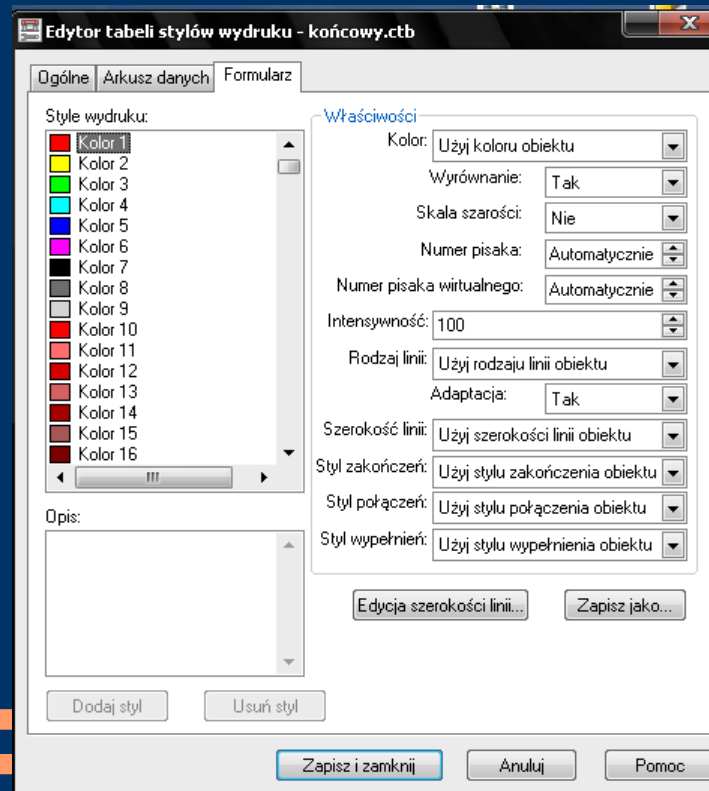 Edytor tabeli stylów wydruku - końcowy.ctb
Ogólne Arkusz danych Formularz
Style wydruku:
Kolor 1
Kolor 2
Kolor 3
Kolor 4
Kolor 5
Kolor 6
Kolor 7
Kolor 8
Kolor 9
Kolor 10
Kolor 11
Kolor 12
Kolor 13
Kolor 14
Kolor 15
Kolor 16
Opis:
Dodaj styl Usuń styl
Właściwości
Kolor: Użyj koloru obiektu
Wyrównanie: Tak
Skala szarości: Nie
Numer pisaka: Automatycznie
Numer pisaka wirtualnego: Automatycznie
Intensywność: 100
Rodzaj linii: Użyj rodzaju linii obiektu
Adaptacja: Tak
Szerokość linii: Użyj szerokości linii obiektu
Styl zakończeń: Użyj stylu zakończenia obiektu
Styl połączeń: Użyj stylu połączenia obiektu
Styl wypełnień: Użyj stylu wypełnienia obiektu
Edycja szerokości linii... Zapisz jako...
Zapisz i zamknij Anuluj Pomoc